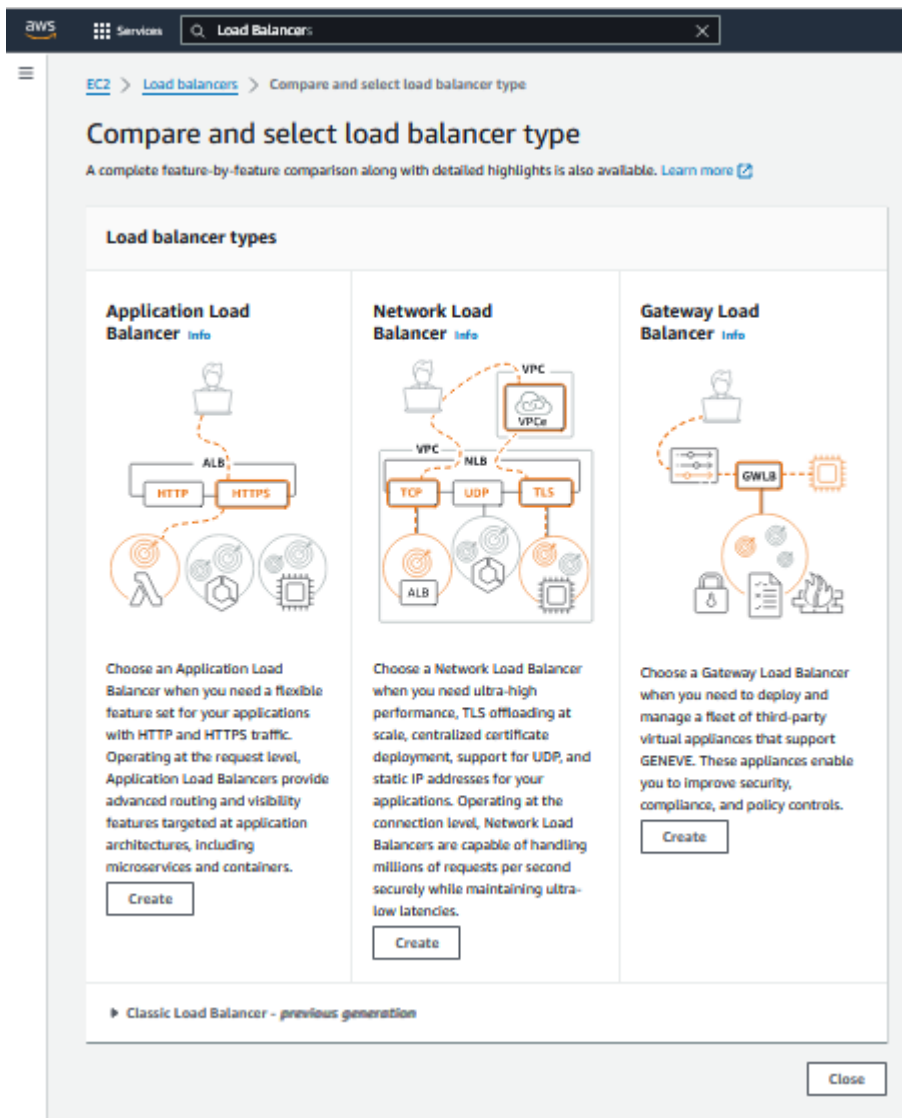 aws
Services
Load Balancers
EC2 > Load balancers > Compare and select load balancer type
Compare and select load balancer type
A complete feature-by-feature comparison along with detailed highlights is also available. Learn more
Load balancer types
Application Load
Balancer Info
ALB
HTTP
HTTPS
Choose an Application Load
Balancer when you need a flexible
feature set for your applications
with HTTP and HTTPS traffic.
Operating at the request level,
Application Load Balancers provide
advanced routing and visibility
features targeted at application
architectures, including
microservices and containers.
Create
Network Load
Balancer Info
VPC
VPCe
VPC
NLB
TCP
UDP
TLS
ALB
Choose a Network Load Balancer
when you need ultra-high
performance, TLS offloading at
scale, centralized certificate
deployment, support for UDP, and
static IP addresses for your
applications. Operating at the
connection level, Network Load
Balancers are capable of handling
millions of requests per second
securely while maintaining ultra-
low latencies.
Create
Gateway Load
Balancer Info
GWLB
Choose a Gateway Load Balancer
when you need to deploy and
manage a fleet of third-party
virtual appliances that support
GENEVE. These appliances enable
you to improve security,
compliance, and policy controls.
Create
Classic Load Balancer - previous generation
Close